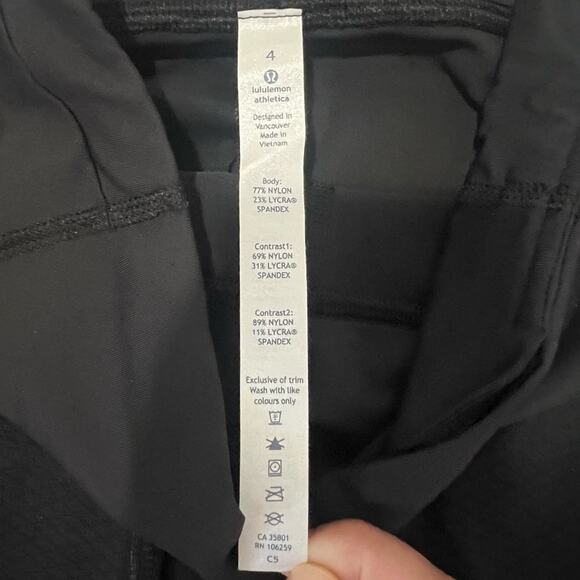 4
lululemon
athletica
Designed in
Vancouver
Made in
Vietnam
Body:
77% NYLON
23% LYCRA®
SPANDEX
Contrast1:
69% NYLON
31% LYCRA®
SPANDEX
Contrast2:
89% NYLON
11% LYCRA®
SPANDEX
Exclusive of trim
Wash with like
colours only
CA 35801
RN 106259
C5